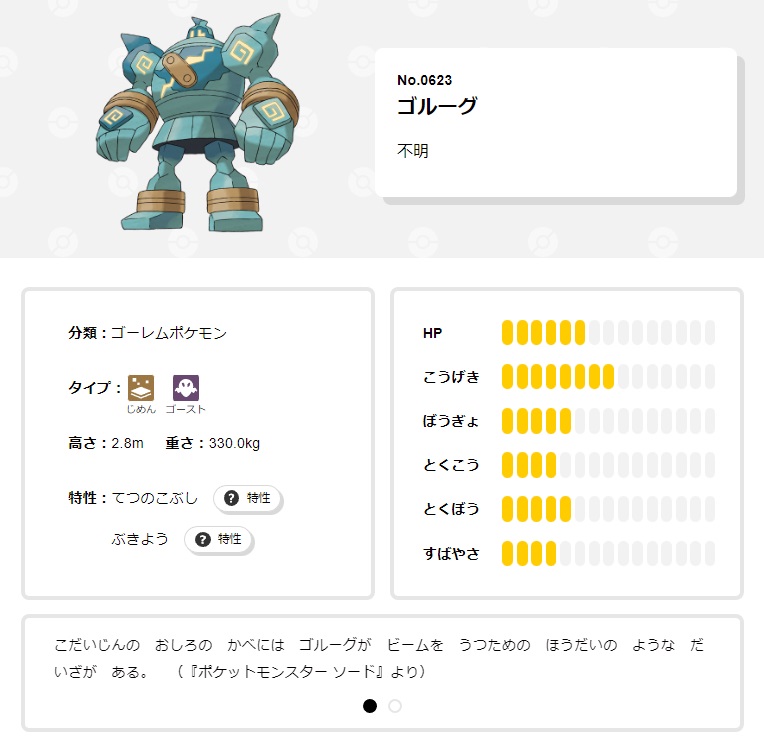 No.0623
ゴルーグ
不明
分類：ゴーレムポケモン
タイプ：
じめん ゴースト
高さ：2.8m 重さ：330.0kg
特性：てつのこぶし ? 特性
ぶきよう ? 特性
HP
こうげき
ぼうぎょ
とくこう
とくぼう
すばやさ
こだいじんの　おしろの　かべには　ゴルーグが　ビームを　うつための　ほうだいの　ような　だ
いざが　ある。　（『ポケットモンスター ソード』より）